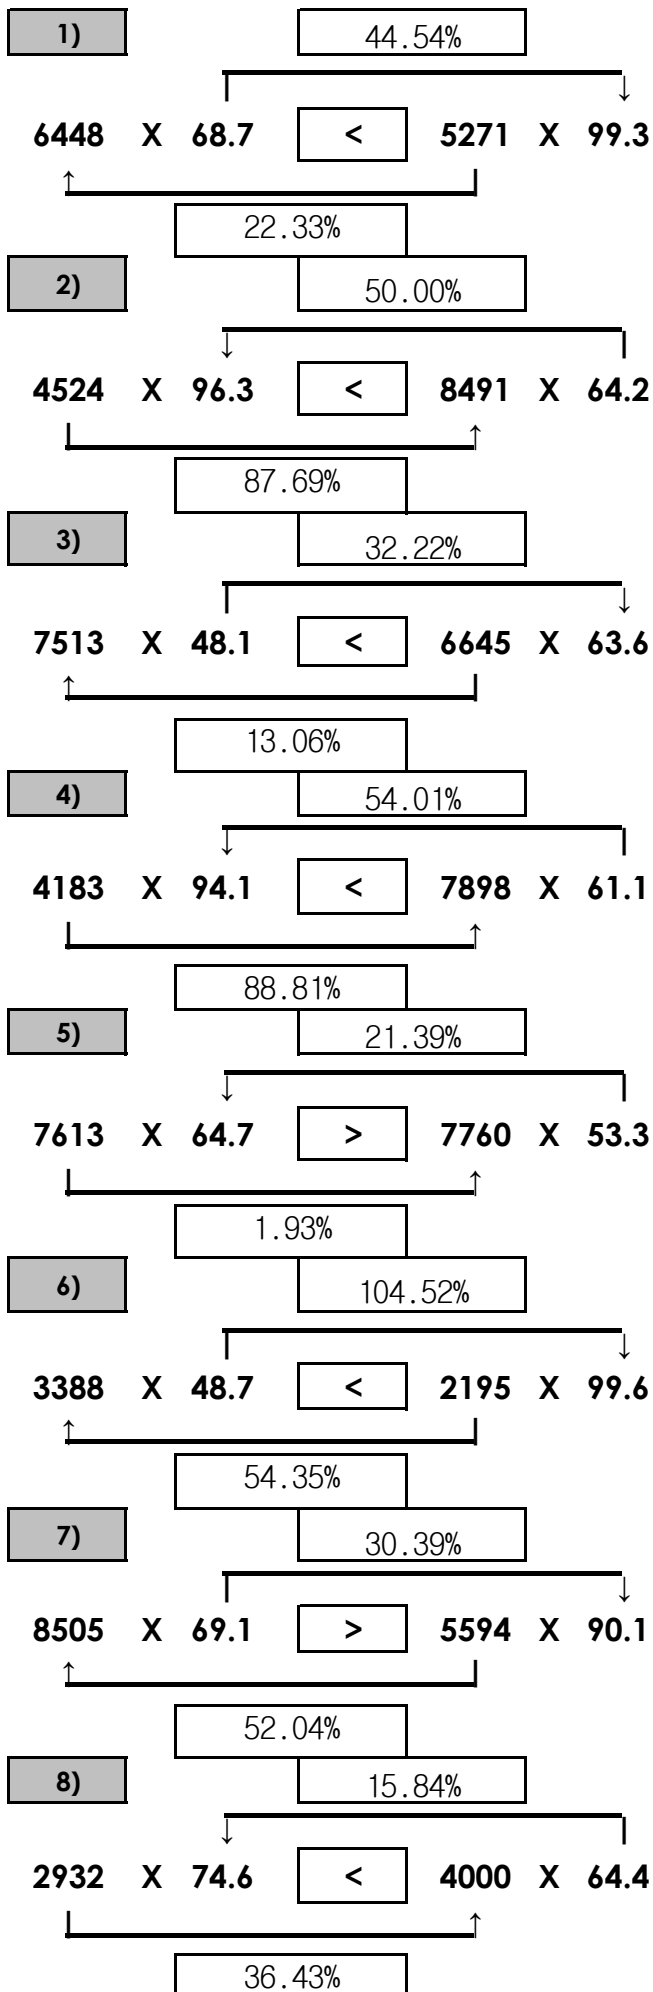 1) 44.54%
6448 X 68.7 < 5271 X 99.3
22.33%
2) 50.00%
4524 X 96.3 < 8491 X 64.2
87.69%
3) 32.22%
7513 X 48.1 < 6645 X 63.6
13.06%
4) 54.01%
4183 X 94.1 < 7898 X 61.1
88.81%
5) 21.39%
7613 X 64.7 > 7760 X 53.3
1.93%
6) 104.52%
3388 X 48.7 < 2195 X 99.6
54.35%
7) 30.39%
8505 X 69.1 > 5594 X 90.1
52.04%
8) 15.84%
2932 X 74.6 < 4000 X 64.4
36.43%